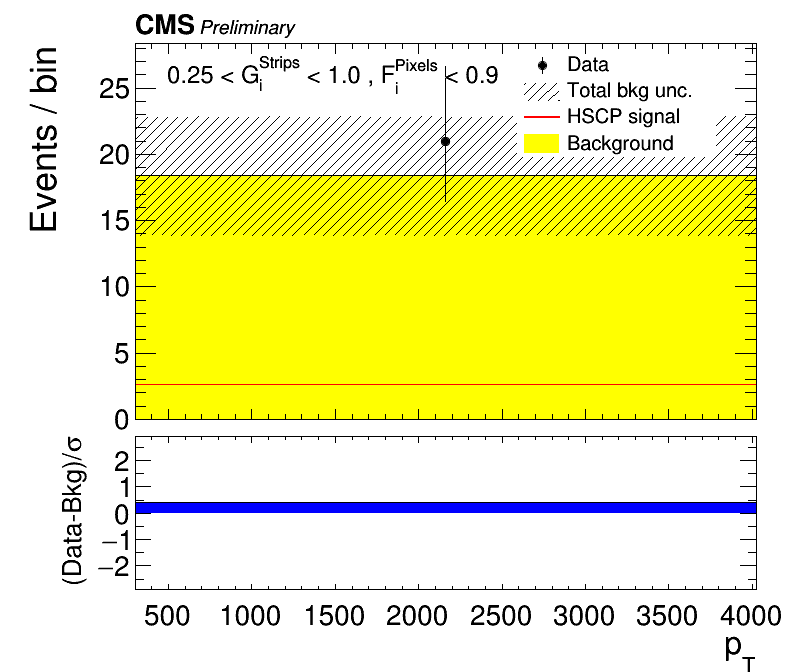 CMS Preliminary
0.25 < G_i^Strips < 1.0 , F_i^Pixels < 0.9
Data
Total bkg unc.
HSCP signal
Background
Events / bin
25
20
15
10
5
0
(Data-Bkg)/σ
2
1
0
−1
−2
500 1000 1500 2000 2500 3000 3500 4000
p_T